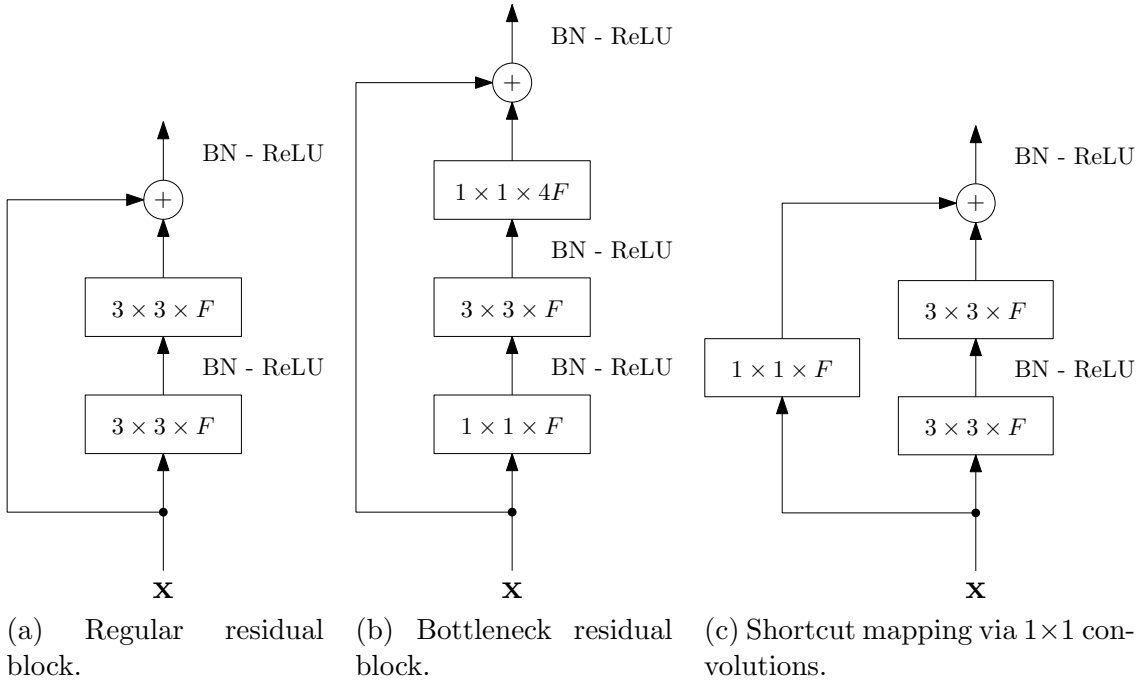 BN - ReLU
+
3 × 3 × F
BN - ReLU
3 × 3 × F
x
(a) Regular residual
block.
BN - ReLU
+
1 × 1 × 4F
BN - ReLU
3 × 3 × F
BN - ReLU
1 × 1 × F
x
(b) Bottleneck residual
block.
BN - ReLU
+
3 × 3 × F
1 × 1 × F
BN - ReLU
3 × 3 × F
x
(c) Shortcut mapping via 1×1 con-
volutions.